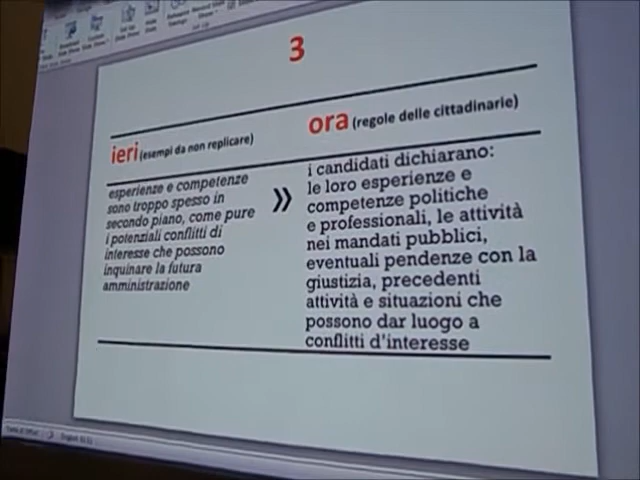 3
ieri (esempi da non replicare)
ora (regole delle cittadinarie)
esperienze e competenze
sono troppo spesso in
secondo piano, come pure
i potenziali conflitti di
interesse che possono
inquinare la futura
amministrazione
»
i candidati dichiarano:
le loro esperienze e
competenze politiche
e professionali, le attività
nei mandati pubblici,
eventuali pendenze con la
giustizia, precedenti
attività e situazioni che
possono dar luogo a
conflitti d'interesse